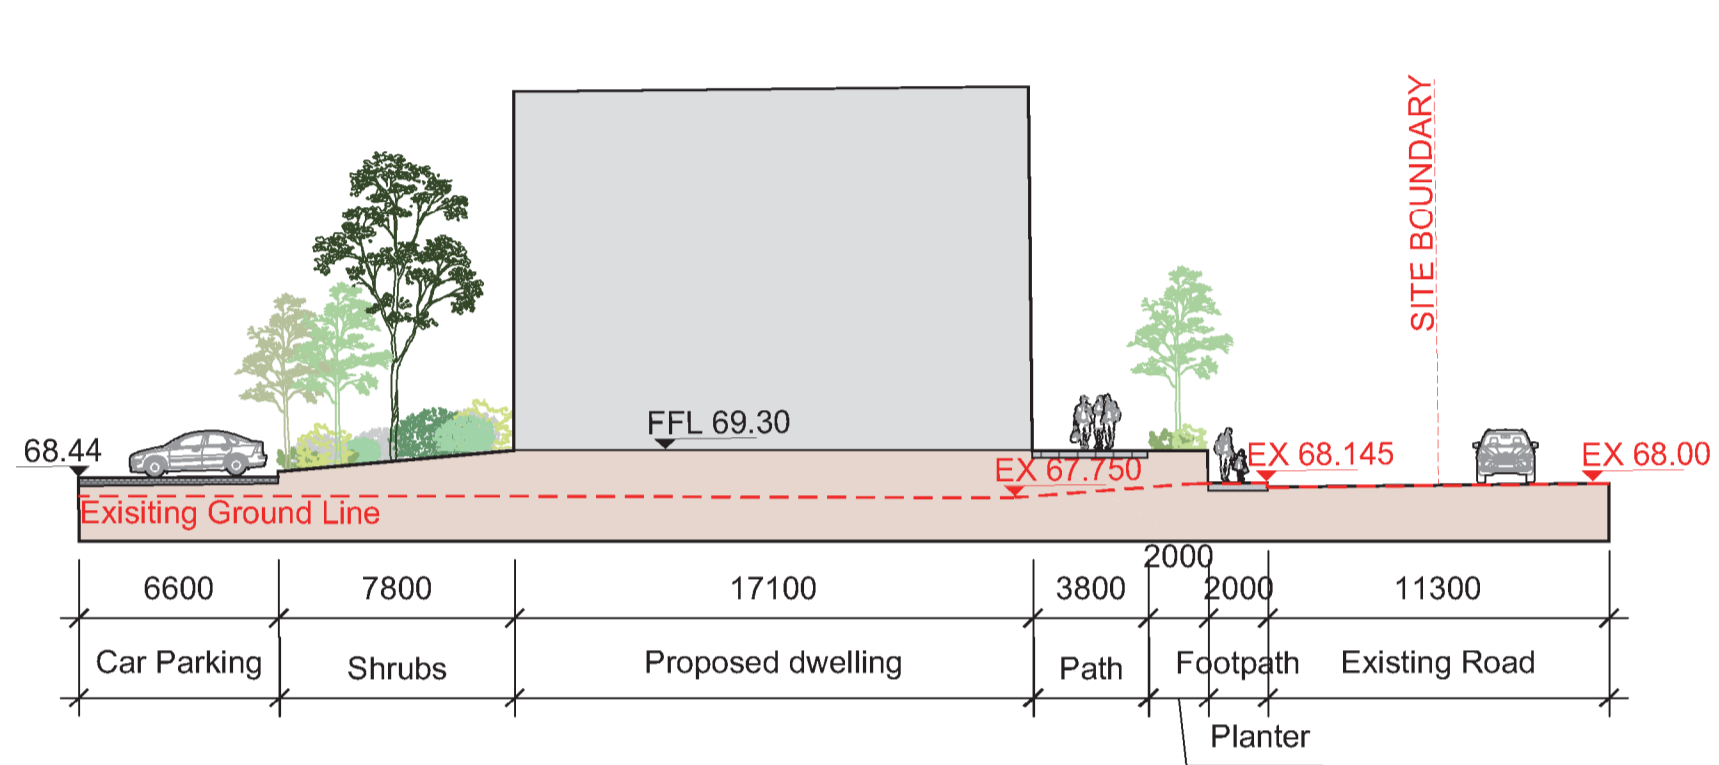 SITE BOUNDARY
FFL 69.30
68.44
EX 67.750
EX 68.145
EX 68.00
Exisiting Ground Line
6600
7800
17100
3800
2000
2000
11300
Car Parking
Shrubs
Proposed dwelling
Path
Footpath
Existing Road
Planter